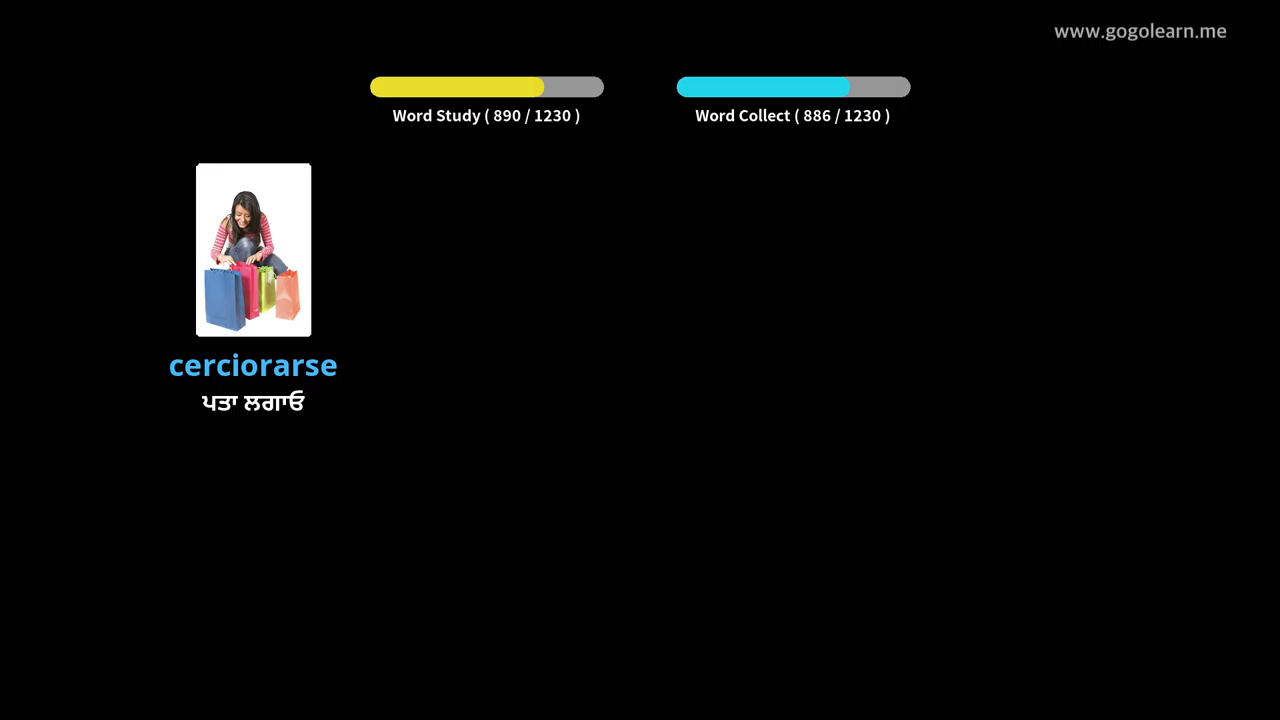 www.gogolearn.me
Word Study ( 890 / 1230 )
Word Collect ( 886 / 1230 )
cerciorarse
ਪਤਾ ਲਗਾਓ